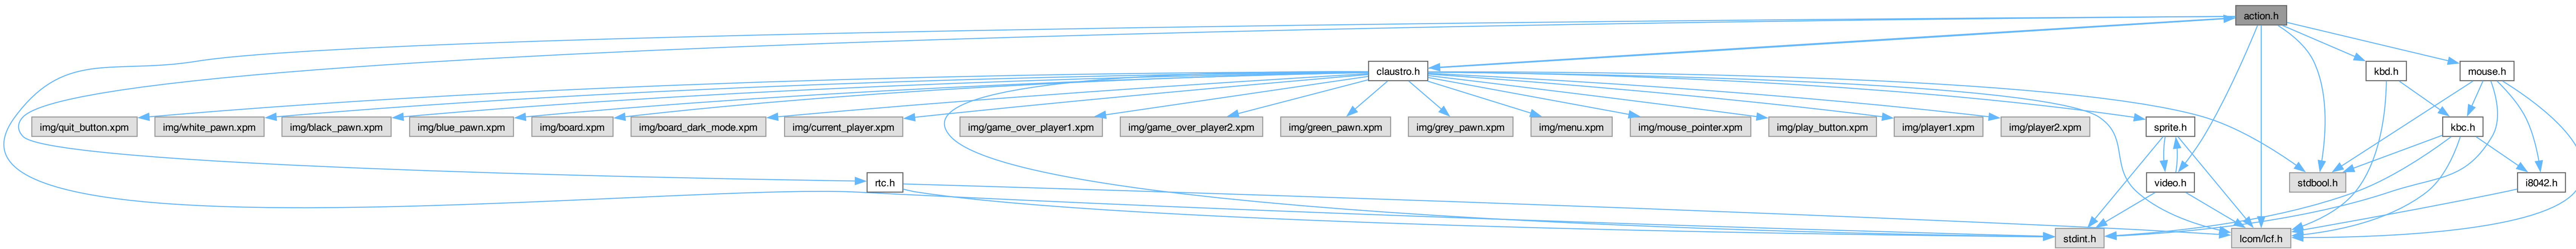 action.h
claustro.h
kbd.h
mouse.h
img/quit_button.xpm
img/white_pawn.xpm
img/black_pawn.xpm
img/blue_pawn.xpm
img/board.xpm
img/board_dark_mode.xpm
img/current_player.xpm
img/game_over_player1.xpm
img/game_over_player2.xpm
img/green_pawn.xpm
img/grey_pawn.xpm
img/menu.xpm
img/mouse_pointer.xpm
img/play_button.xpm
img/player1.xpm
img/player2.xpm
sprite.h
kbc.h
rtc.h
video.h
stdbool.h
i8042.h
stdint.h
lcom/lcf.h